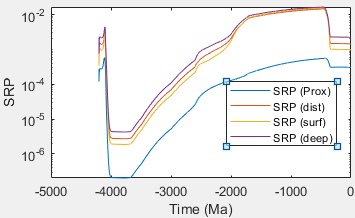 10^-2
10^-4
10^-5
10^-6
SRP
SRP (Prox)
SRP (dist)
SRP (surf)
SRP (deep)
-5000 -4000 -3000 -2000 -1000 0
Time (Ma)